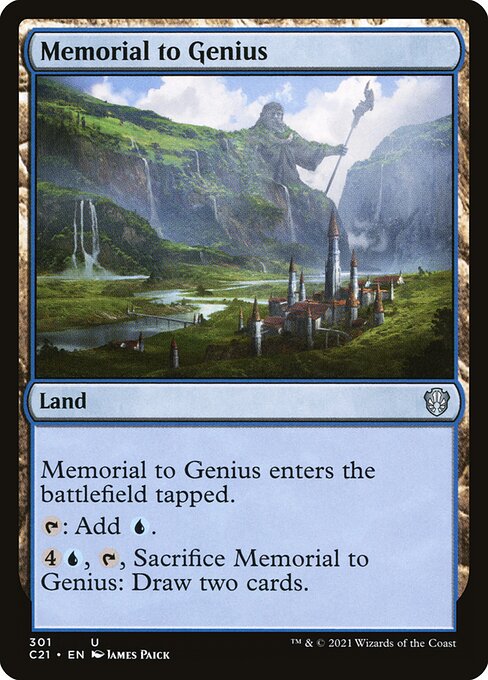 Memorial to Genius
Land
Memorial to Genius enters the
battlefield tapped.
: Add .
4, , Sacrifice Memorial to
Genius: Draw two cards.
301 U
C21 • EN James Paick
™ & © 2021 Wizards of the Coast